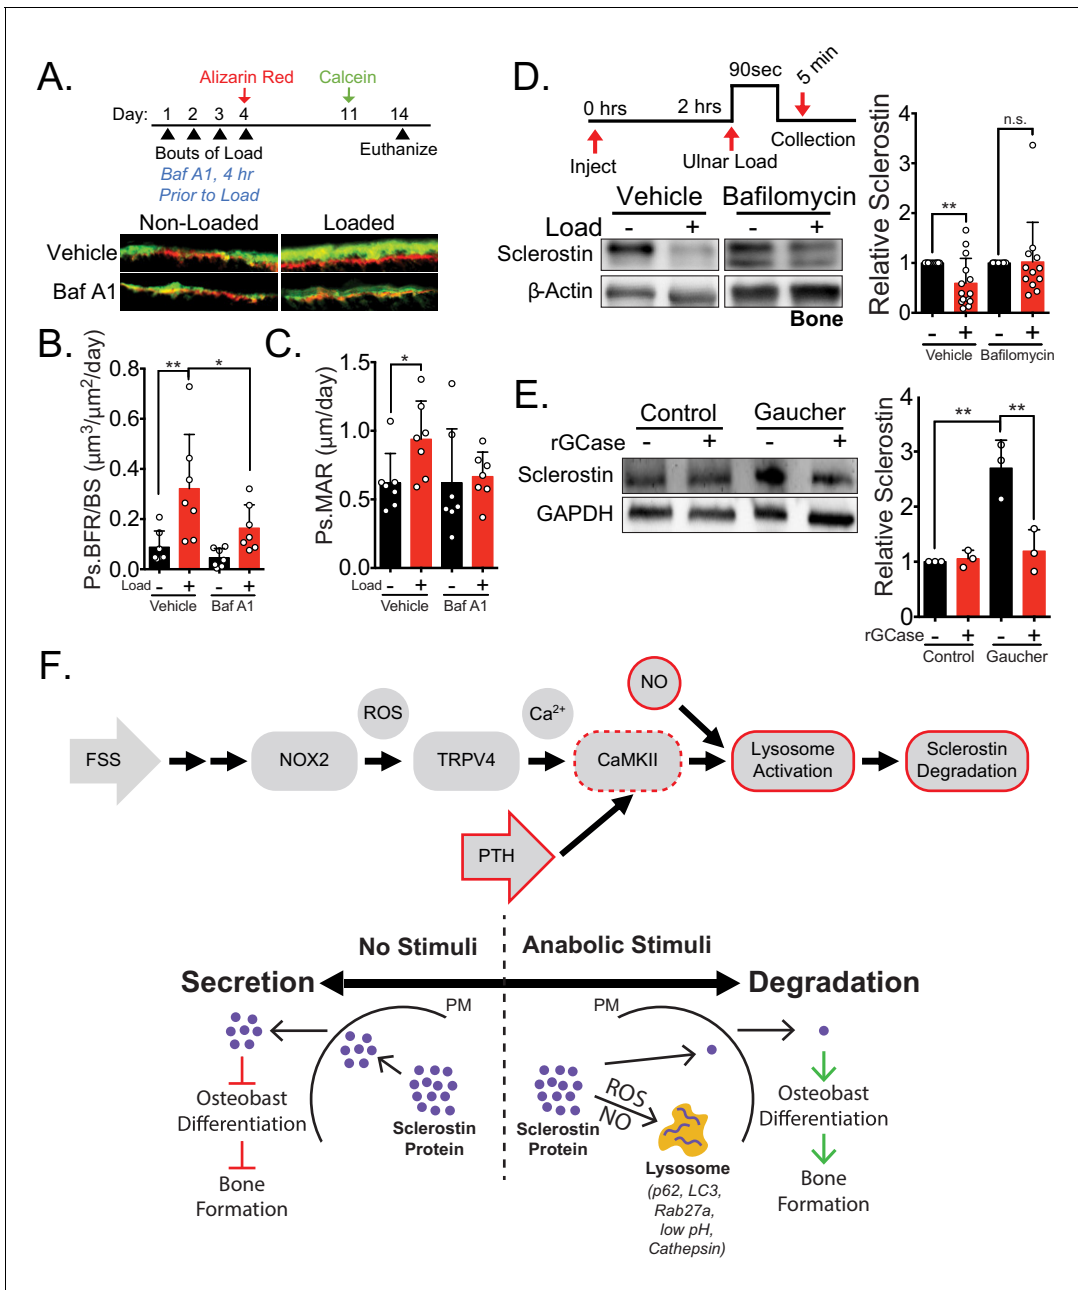 A.
Alizarin Red
Calcein
Day: 1 2 3 4 11 14
Bouts of Load
Euthanize
Baf A1, 4 hr
Prior to Load
Non-Loaded
Loaded
Vehicle
Baf A1
B.
Ps.BFR/BS (µm³/µm²/day)
0.8
0.6
0.4
0.2
0.0
** *
Load - + - +
Vehicle Baf A1
C.
Ps.MAR (µm/day)
1.5
1.0
0.5
0.0
*
Load - + - +
Vehicle Baf A1
D.
90sec
5 min
0 hrs
2 hrs
Collection
Inject
Ulnar Load
Vehicle Bafilomycin
Load - + - +
Sclerostin
β-Actin
Bone
Relative Sclerostin
4
3
2
1
0
** n.s.
- + - +
Vehicle Bafilomycin
E.
Control Gaucher
rGCase - + - +
Sclerostin
GAPDH
Relative Sclerostin
4
3
2
1
0
** **
rGCase - + - +
Control Gaucher
F.
NO
ROS
Ca²⁺
FSS
NOX2
TRPV4
CaMKII
Lysosome
Activation
Sclerostin
Degradation
PTH
No Stimuli
Anabolic Stimuli
Secretion
Degradation
PM
PM
Osteobast
Differentiation
Bone
Formation
Sclerostin
Protein
Sclerostin
Protein
ROS
NO
Lysosome
(p62, LC3,
Rab27a,
low pH,
Cathepsin)
Osteobast
Differentiation
Bone
Formation